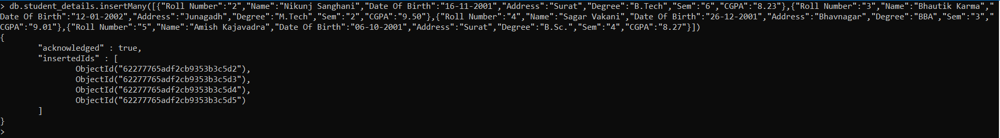 > db.student_details.insertMany([{"Roll Number":"2","Name":"Nikunj Sanghani","Date Of Birth":"16-11-2001","Address":"Surat","Degree":"B.Tech","Sem":"6","CGPA":"8.23"},{"Roll Number":"3","Name":"Bhautik Karma","
Date Of Birth":"12-01-2002","Address":"Junagadh","Degree":"M.Tech","Sem":"2","CGPA":"9.50"},{"Roll Number":"4","Name":"Sagar Vakani","Date Of Birth":"26-12-2001","Address":"Bhavnagar","Degree":"BBA","Sem":"3","
CGPA":"9.01"},{"Roll Number":"5","Name":"Amish Kajavadra","Date Of Birth":"06-10-2001","Address":"Surat","Degree":"B.Sc.","Sem":"4","CGPA":"8.27"}])
{
        "acknowledged" : true,
        "insertedIds" : [
                ObjectId("62277765adf2cb9353b3c5d2"),
                ObjectId("62277765adf2cb9353b3c5d3"),
                ObjectId("62277765adf2cb9353b3c5d4"),
                ObjectId("62277765adf2cb9353b3c5d5")
        ]
}
>